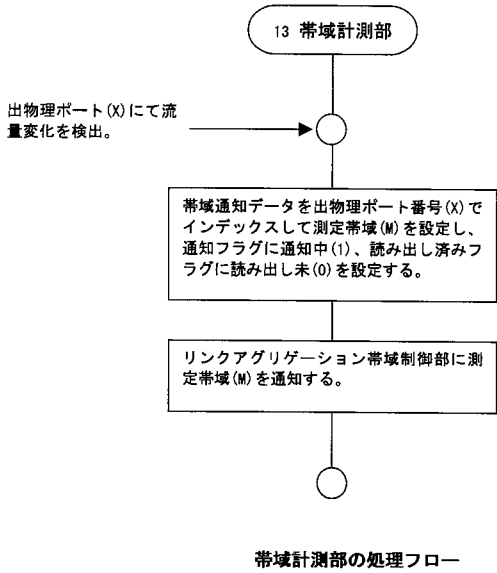 13 帯域計測部
出物理ポート(X)にて流
量変化を検出。
帯域通知データを出物理ポート番号(X)で
インデックスして測定帯域(M)を設定し、
通知フラグに通知中(1)、読み出し済みフ
ラグに読み出し未(0)を設定する。
リンクアグリゲーション帯域制御部に測
定帯域(M)を通知する。
帯域計測部の処理フロー